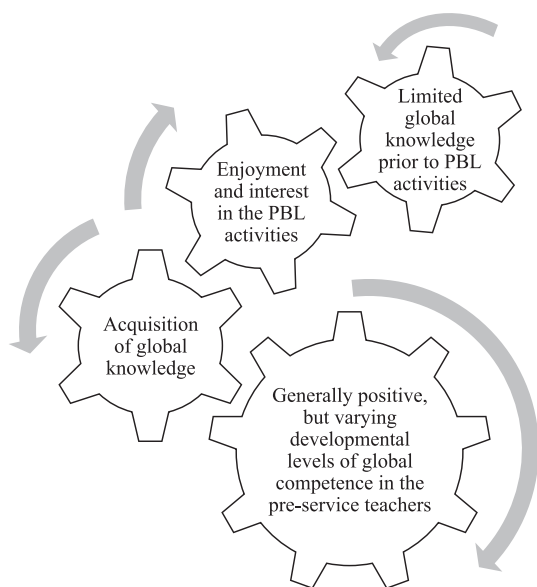 Limited
global
knowledge
prior to PBL
activities
Enjoyment
and interest
in the PBL
activities
Acquisition
of global
knowledge
Generally positive,
but varying
developmental
levels of global
competence in the
pre-service teachers